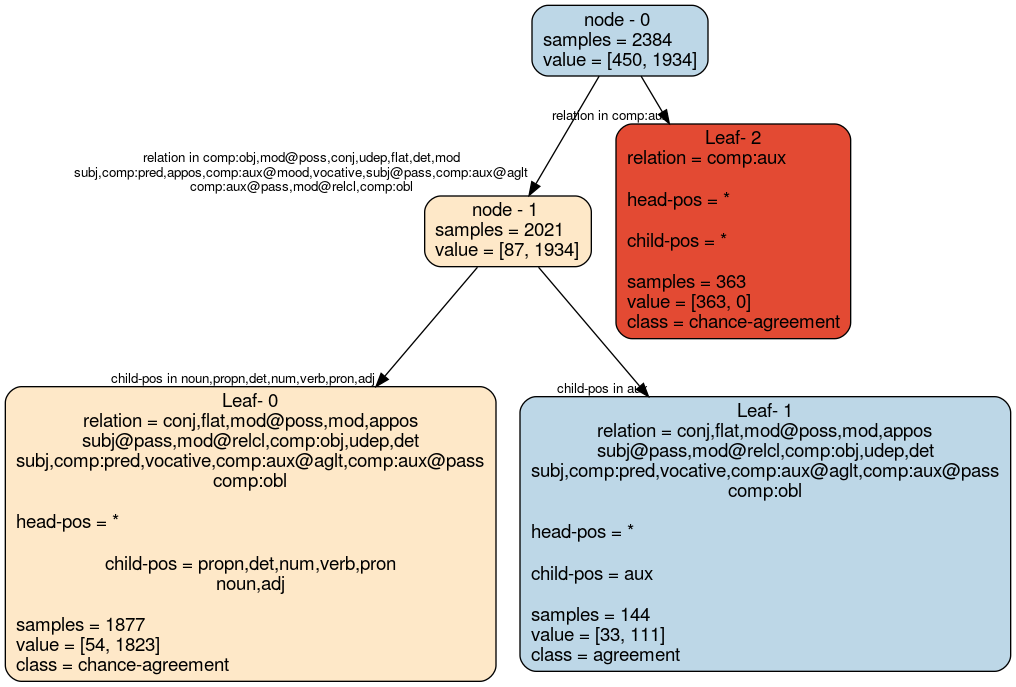 node - 0
samples = 2384
value = [450, 1934]
relation in comp:aux
Leaf- 2
relation = comp:aux
head-pos = *
child-pos = *
samples = 363
value = [363, 0]
class = chance-agreement
relation in comp:obj,mod@poss,conj,udep,flat,det,mod
subj,comp:pred,appos,comp:aux@mood,vocative,subj@pass,comp:aux@aglt
comp:aux@pass,mod@relcl,comp:obl
node - 1
samples = 2021
value = [87, 1934]
child-pos in noun,propn,det,num,verb,pron,adj
Leaf- 0
relation = conj,flat,mod@poss,mod,appos
subj@pass,mod@relcl,comp:obj,udep,det
subj,comp:pred,vocative,comp:aux@aglt,comp:aux@pass
comp:obl
head-pos = *
child-pos = propn,det,num,verb,pron
noun,adj
samples = 1877
value = [54, 1823]
class = chance-agreement
child-pos in aux
Leaf- 1
relation = conj,flat,mod@poss,mod,appos
subj@pass,mod@relcl,comp:obj,udep,det
subj,comp:pred,vocative,comp:aux@aglt,comp:aux@pass
comp:obl
head-pos = *
child-pos = aux
samples = 144
value = [33, 111]
class = agreement